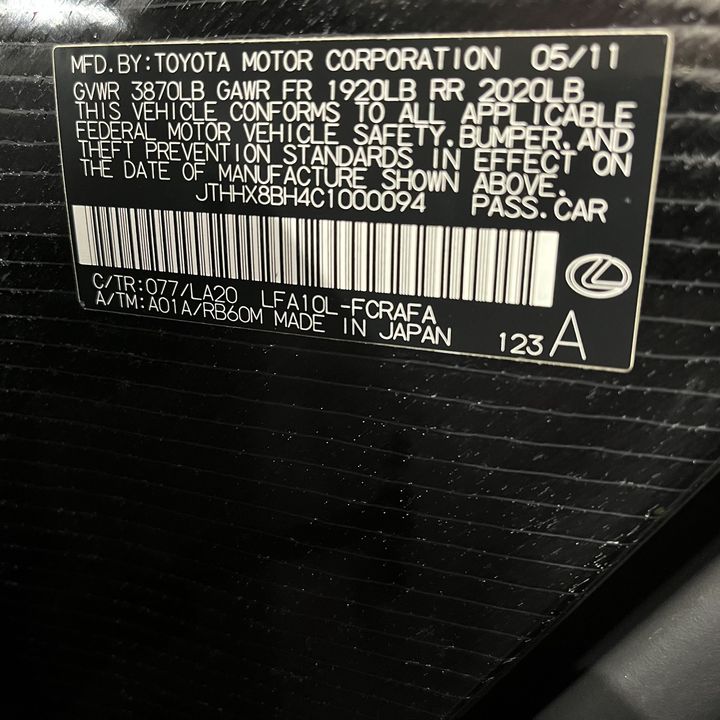 MFD.BY:TOYOTA MOTOR CORPORATION 05/11
GVWR 3870LB GAWR FR 1920LB RR 2020LB
THIS VEHICLE CONFORMS TO ALL APPLICABLE
FEDERAL MOTOR VEHICLE SAFETY,BUMPER,AND
THEFT PREVENTION STANDARDS IN EFFECT ON
THE DATE OF MANUFACTURE SHOWN ABOVE.
JTHHX8BH4C1000094 PASS.CAR
C/TR:077/LA20 LFA10L-FCRAFA
A/TM:A01A/RB60M MADE IN JAPAN 123 A